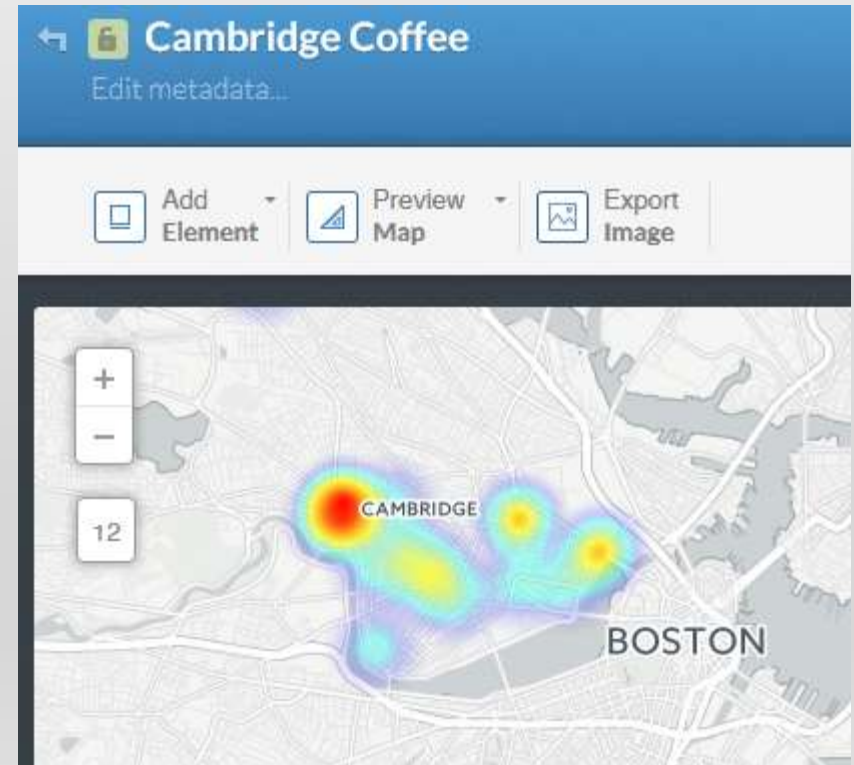 Cambridge Coffee
Edit metadata...
Add
Element
Preview
Map
Export
Image
+
−
12
CAMBRIDGE
BOSTON